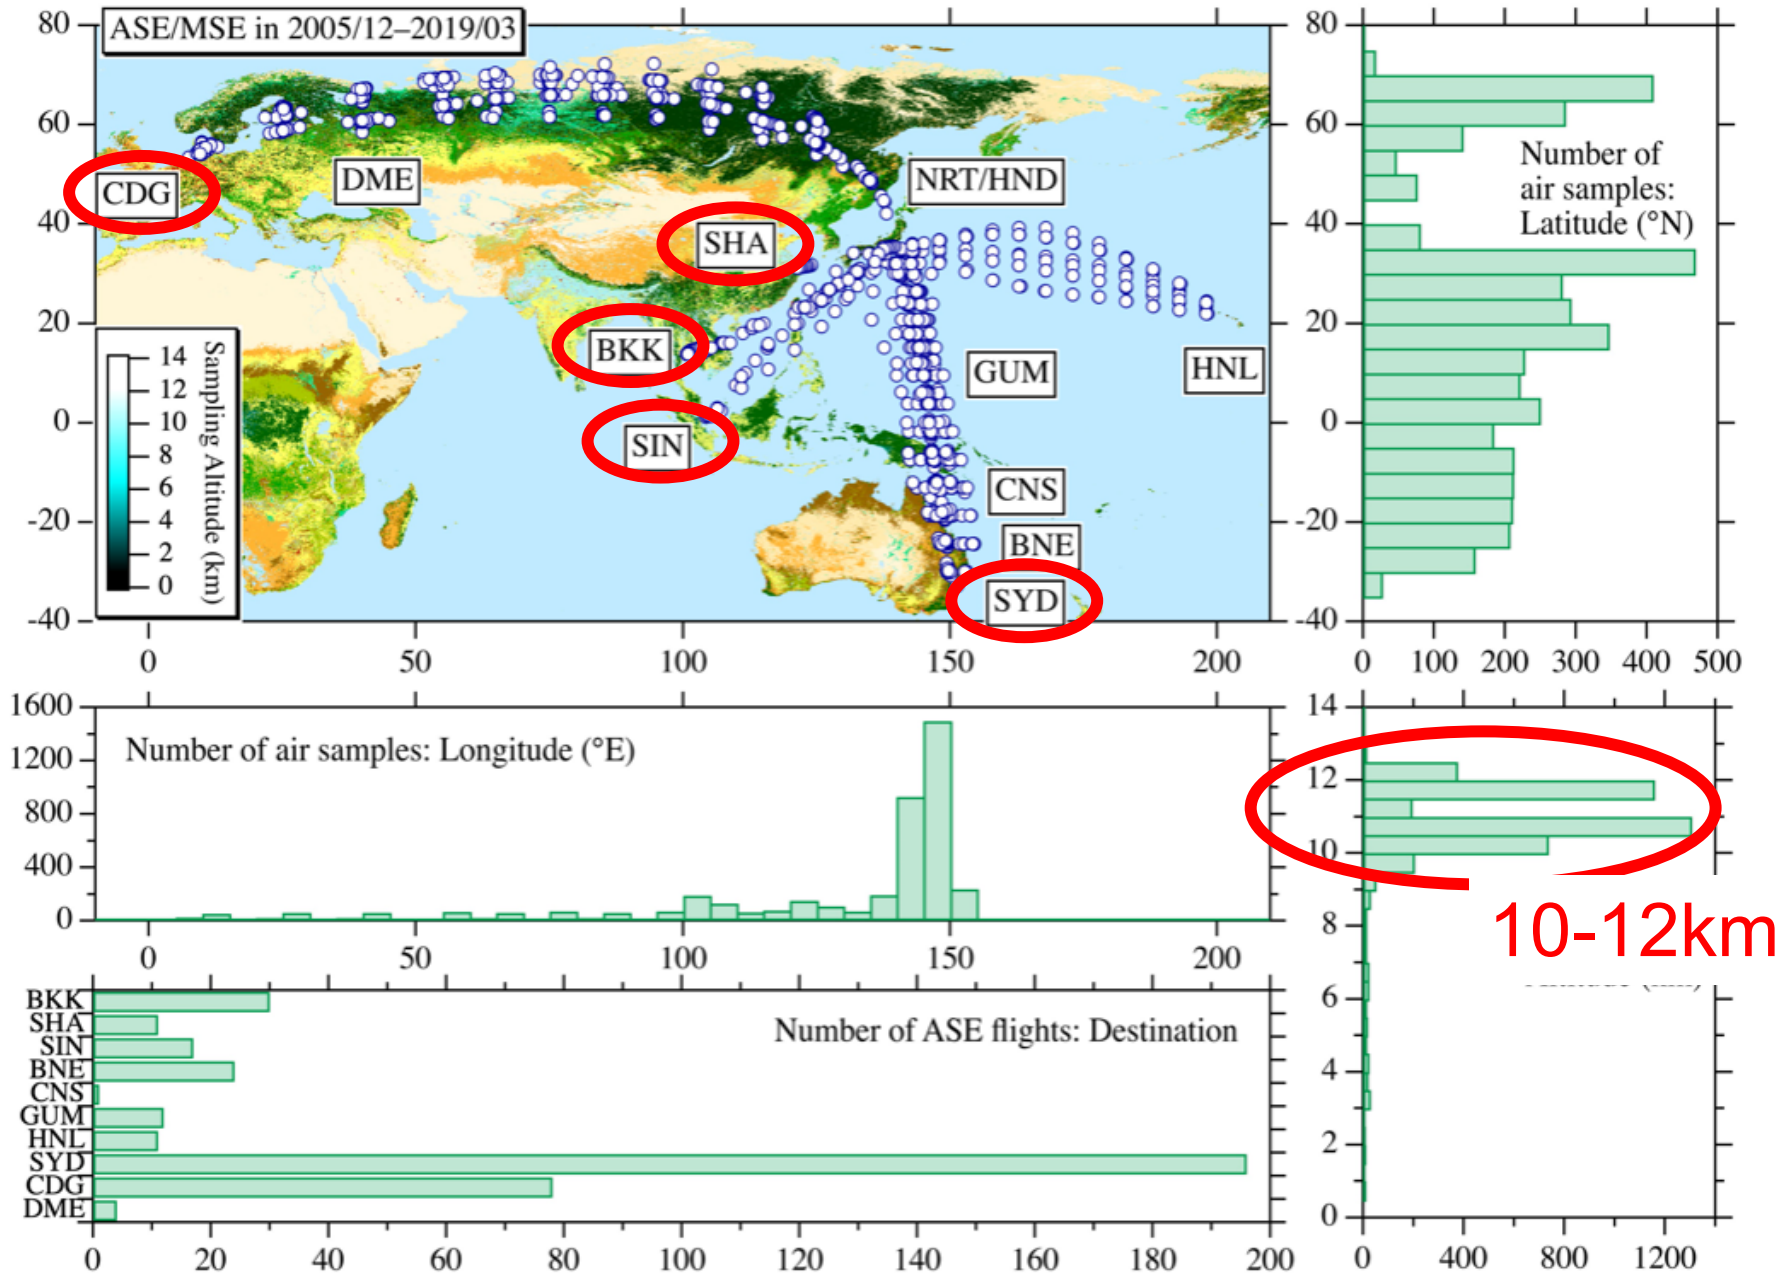 ASE/MSE in 2005/12–2019/03
80
60
40
20
0
-20
-40
CDG
DME
NRT/HND
SHA
BKK
SIN
GUM
HNL
CNS
BNE
SYD
14
12
10
8
6
4
2
0
Sampling Altitude (km)
0 50 100 150 200
80
60
40
20
0
-20
-40
Number of
air samples:
Latitude (°N)
0 100 200 300 400 500
1600
1200
800
400
0
Number of air samples: Longitude (°E)
0 50 100 150 200
14
12
10
8
6
4
2
0
10-12km
0 400 800 1200
BKK
SHA
SIN
BNE
CNS
GUM
HNL
SYD
CDG
DME
Number of ASE flights: Destination
0 20 40 60 80 100 120 140 160 180 200